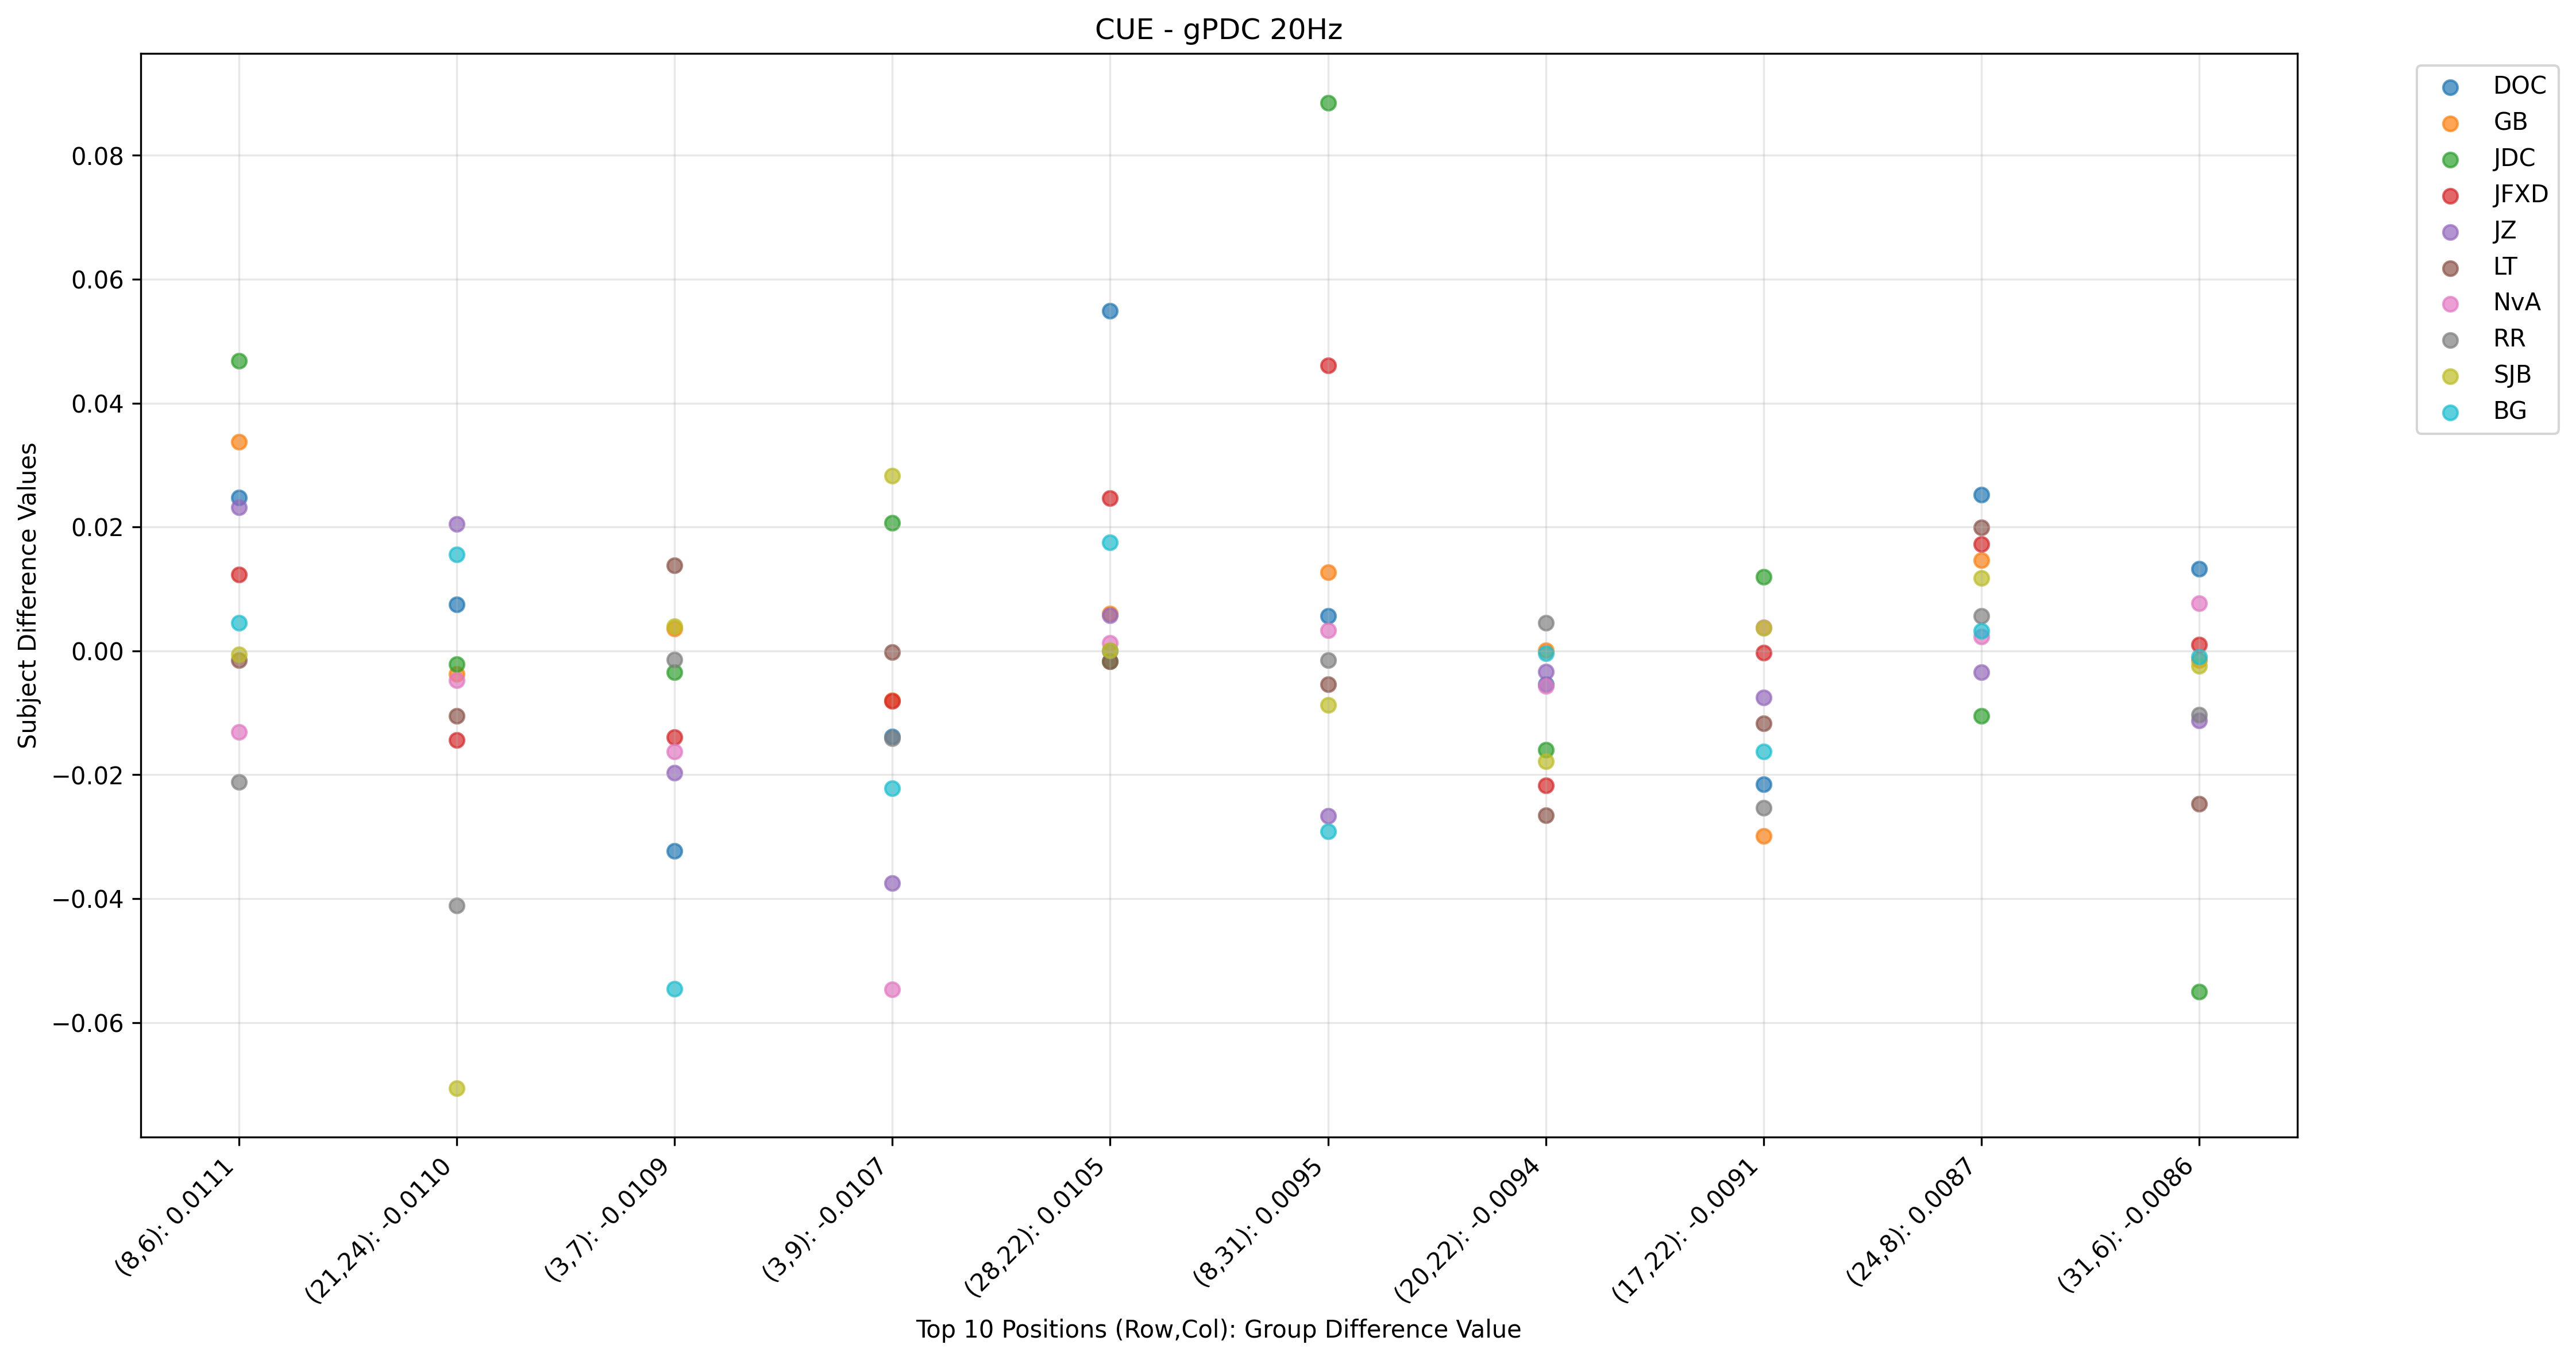 CUE - gPDC 20Hz
Subject Difference Values
0.08
0.06
0.04
0.02
0.00
−0.02
−0.04
−0.06
(8,6): 0.0111
(21,24): -0.0110
(3,7): -0.0109
(3,9): -0.0107
(28,22): 0.0105
(8,31): 0.0095
(20,22): -0.0094
(17,22): -0.0091
(24,8): 0.0087
(31,6): -0.0086
Top 10 Positions (Row,Col): Group Difference Value
DOC
GB
JDC
JFXD
JZ
LT
NvA
RR
SJB
BG